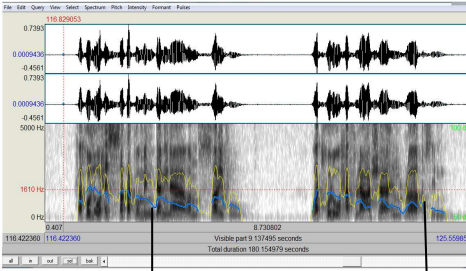 File Edit Query View Select Spectrum Pitch Intensity Formant Pulses
116.829053
0.7393
0.0009436
-0.4561
0.7393
0.0009436
-0.4561
5000 Hz
1610 Hz
0 Hz
0.407 8.730802
116.422360 116.422360 Visible part 9.137495 seconds
Total duration 180.154979 seconds
all in out sel bak